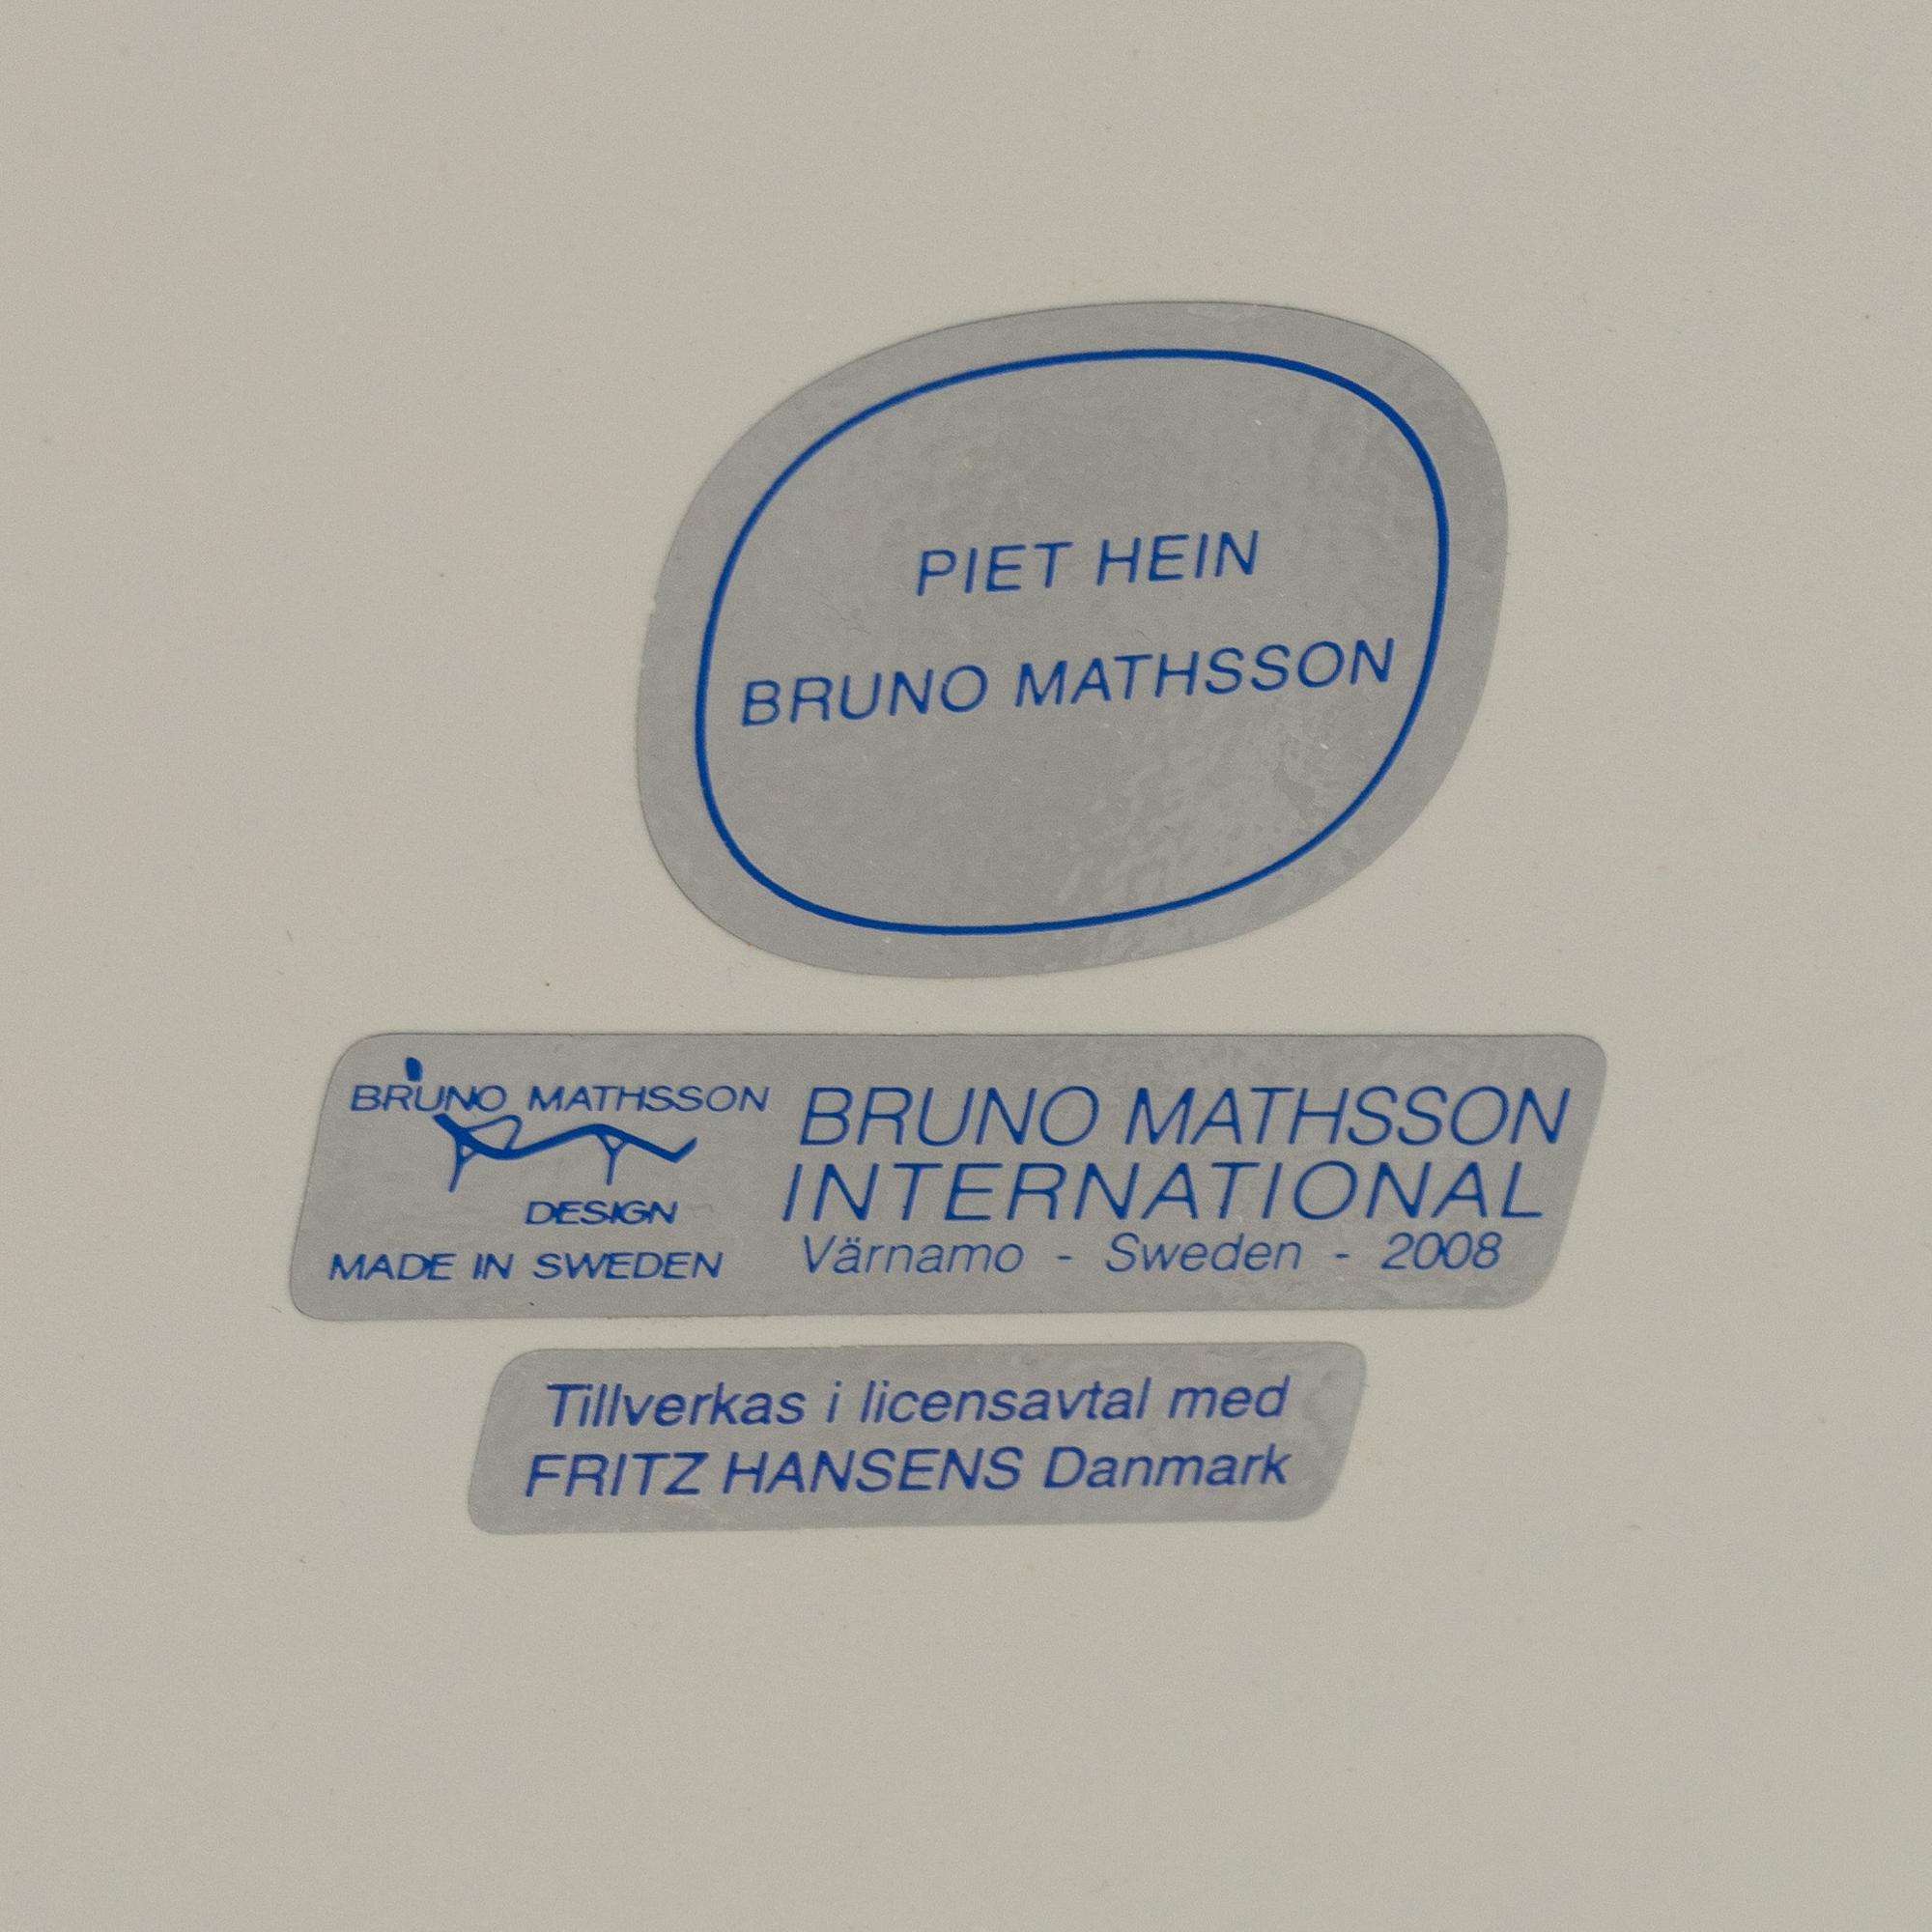 PIET HEIN
BRUNO MATHSSON
BRUNO MATHSSON
DESIGN
MADE IN SWEDEN
BRUNO MATHSSON
INTERNATIONAL
Värnamo - Sweden - 2008
Tillverkas i licensavtal med
FRITZ HANSENS Danmark